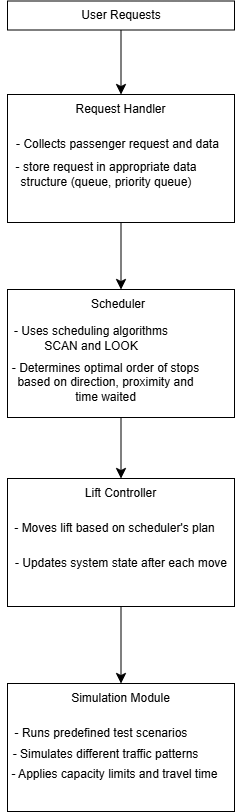 User Requests
Request Handler
- Collects passenger request and data
- store request in appropriate data
structure (queue, priority queue)
Scheduler
- Uses scheduling algorithms
SCAN and LOOK
- Determines optimal order of stops
based on direction, proximity and
time waited
Lift Controller
- Moves lift based on scheduler's plan
- Updates system state after each move
Simulation Module
- Runs predefined test scenarios
- Simulates different traffic patterns
- Applies capacity limits and travel time